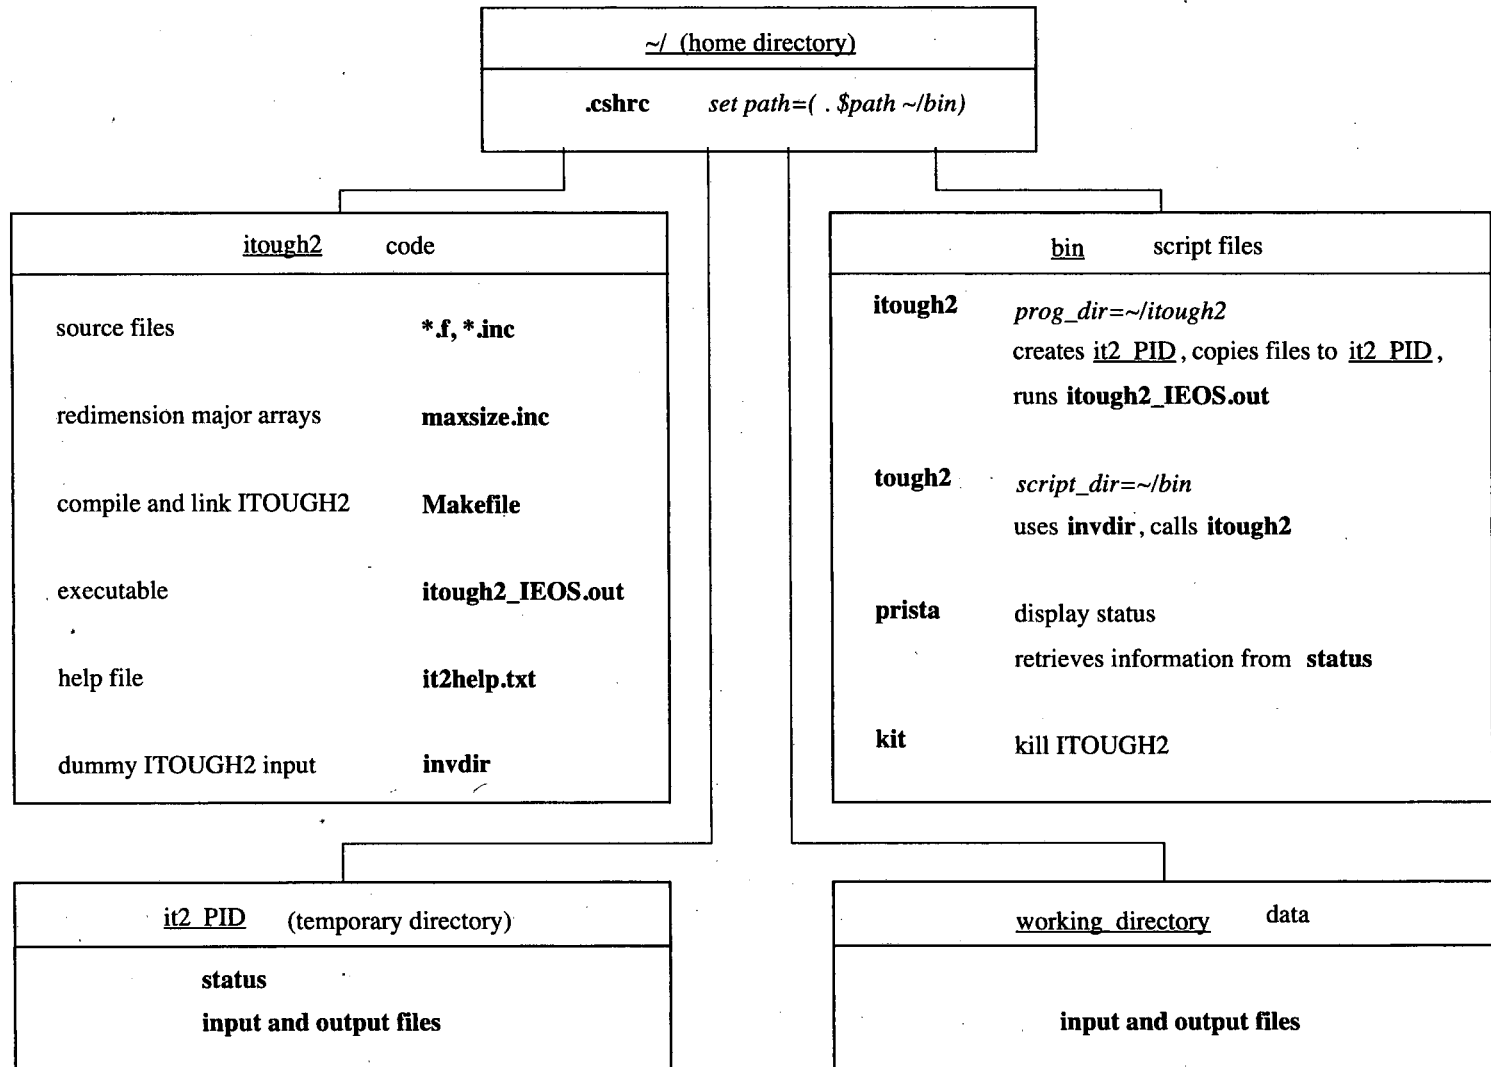 ~/ (home directory)
.cshrc set path=( . $path ~/bin)
itough2 code
source files *.f, *.inc
redimension major arrays maxsize.inc
compile and link ITOUGH2 Makefile
executable itough2_IEOS.out
help file it2help.txt
dummy ITOUGH2 input invdir
bin script files
itough2 prog_dir=~/itough2
creates it2_PID, copies files to it2_PID,
runs itough2_IEOS.out
tough2 script_dir=~/bin
uses invdir, calls itough2
prista display status
retrieves information from status
kit kill ITOUGH2
it2_PID (temporary directory)
status
input and output files
working_directory data
input and output files